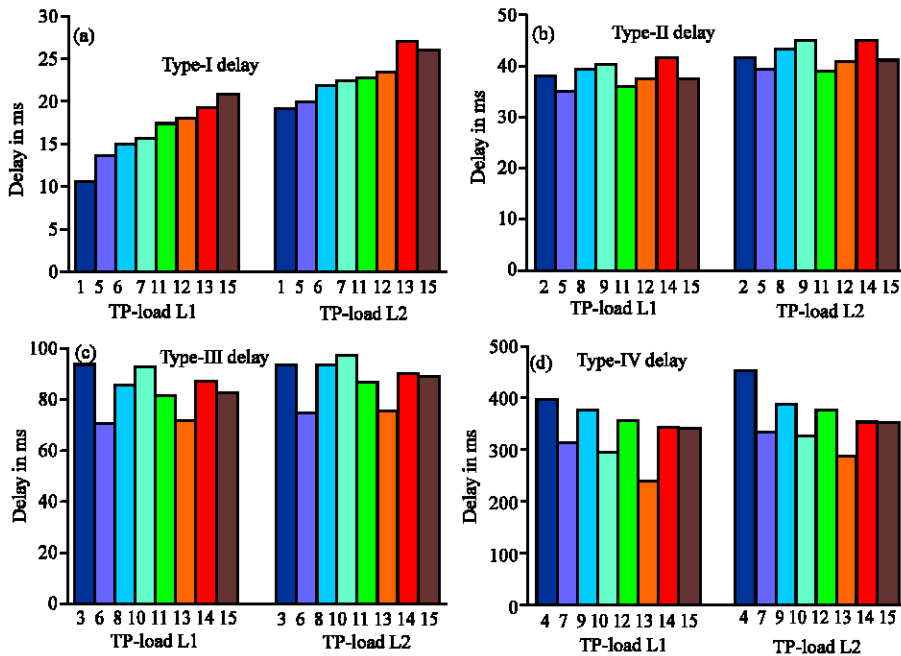 (a)
Type-I delay
Delay in ms
30
25
20
15
10
5
0
1 5 6 7 11 12 13 15
1 5 6 7 11 12 13 15
TP-load L1
TP-load L2
(b)
Type-II delay
Delay in ms
50
40
30
20
10
0
2 5 8 9 11 12 14 15
2 5 8 9 11 12 14 15
TP-load L1
TP-load L2
(c)
Type-III delay
Delay in ms
100
80
60
40
20
0
3 6 8 10 11 13 14 15
3 6 8 10 11 13 14 15
TP-load L1
TP-load L2
(d)
Type-IV delay
Delay in ms
500
400
300
200
100
0
4 7 9 10 12 13 14 15
4 7 9 10 12 13 14 15
TP-load L1
TP-load L2